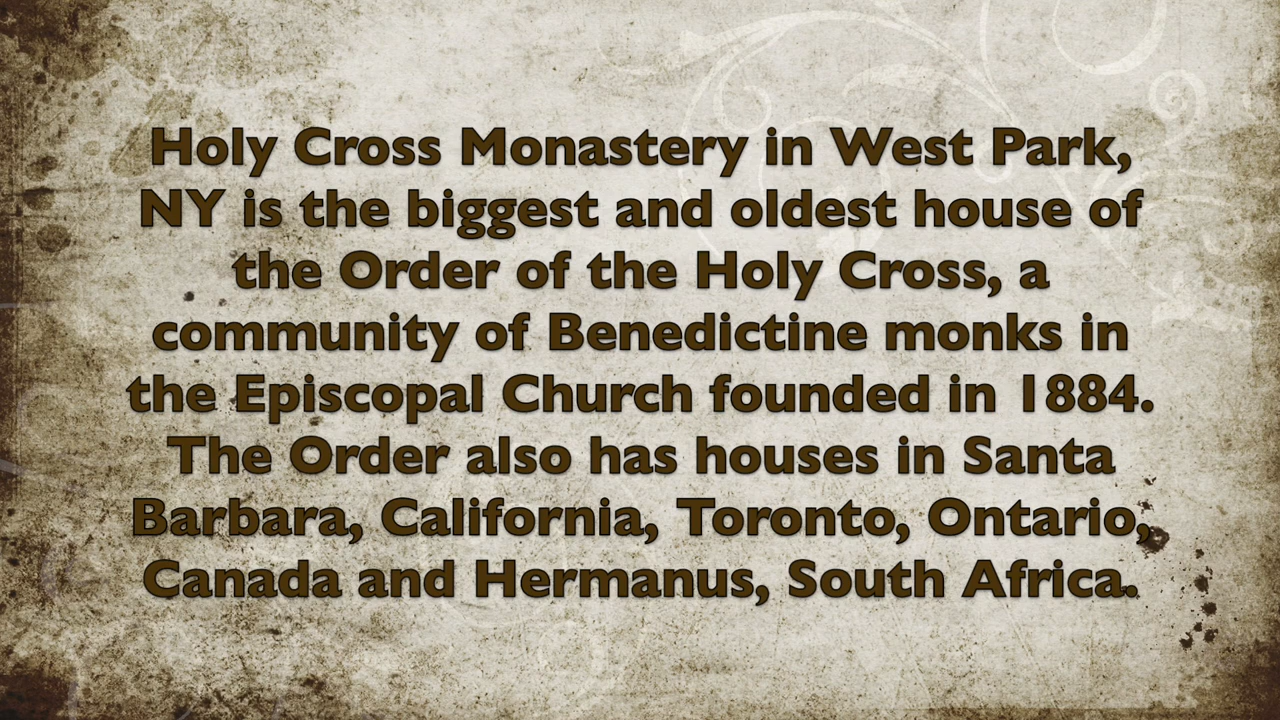 Holy Cross Monastery in West Park,
NY is the biggest and oldest house of
the Order of the Holy Cross, a
community of Benedictine monks in
the Episcopal Church founded in 1884.
The Order also has houses in Santa
Barbara, California, Toronto, Ontario,
Canada and Hermanus, South Africa.